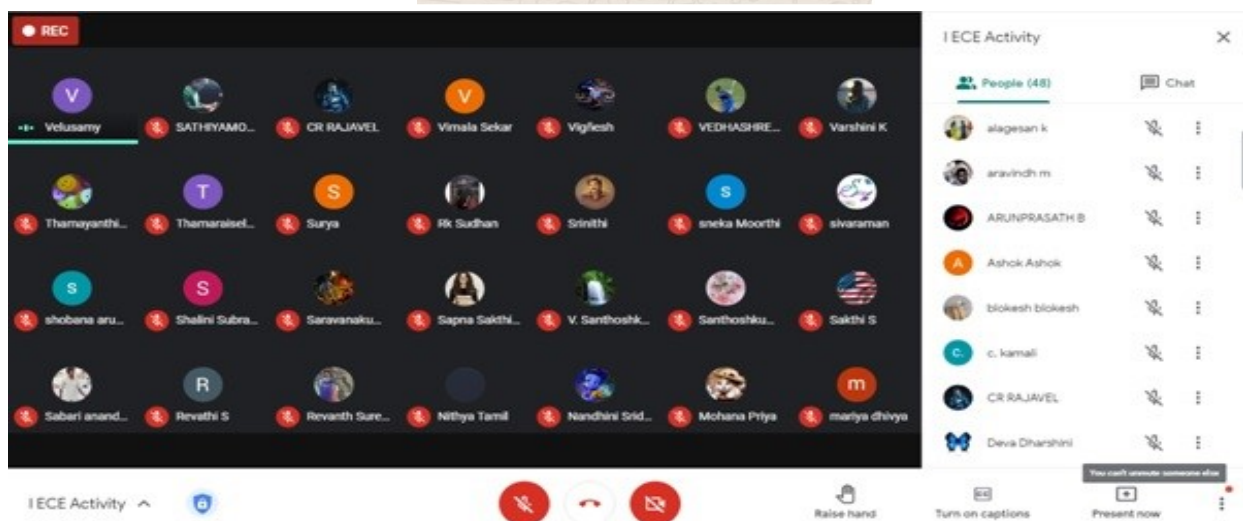 REC
I ECE Activity
People (48)
Chat
V
V
Velusamy
SATHIYAMO...
CR RAJAVEL
Vimala Sekar
Vignesh
VEDHASHRE...
Varshini K
alagesan k
aravindh m
T
S
s
Thamayanthi...
Thamaraisel...
Surya
Rk Sudhan
Srinithi
sneka Moorthi
sivaraman
ARUNPRASATH B
A
Ashok Ashok
s
S
shobana aru...
Shalini Subra...
Saravanaku...
Sapna Sakthi...
V. Santhoshk...
Santhoshku...
Sakthi S
blokesh blokesh
c.
c. kamali
R
m
Sabari anand...
Revathi S
Revanth Sure...
Nithya Tamil
Nandhini Srid...
Mohana Priya
mariya dhivya
CR RAJAVEL
Deva Dharshini
You can't unmute someone else
I ECE Activity
Raise hand
Turn on captions
Present now